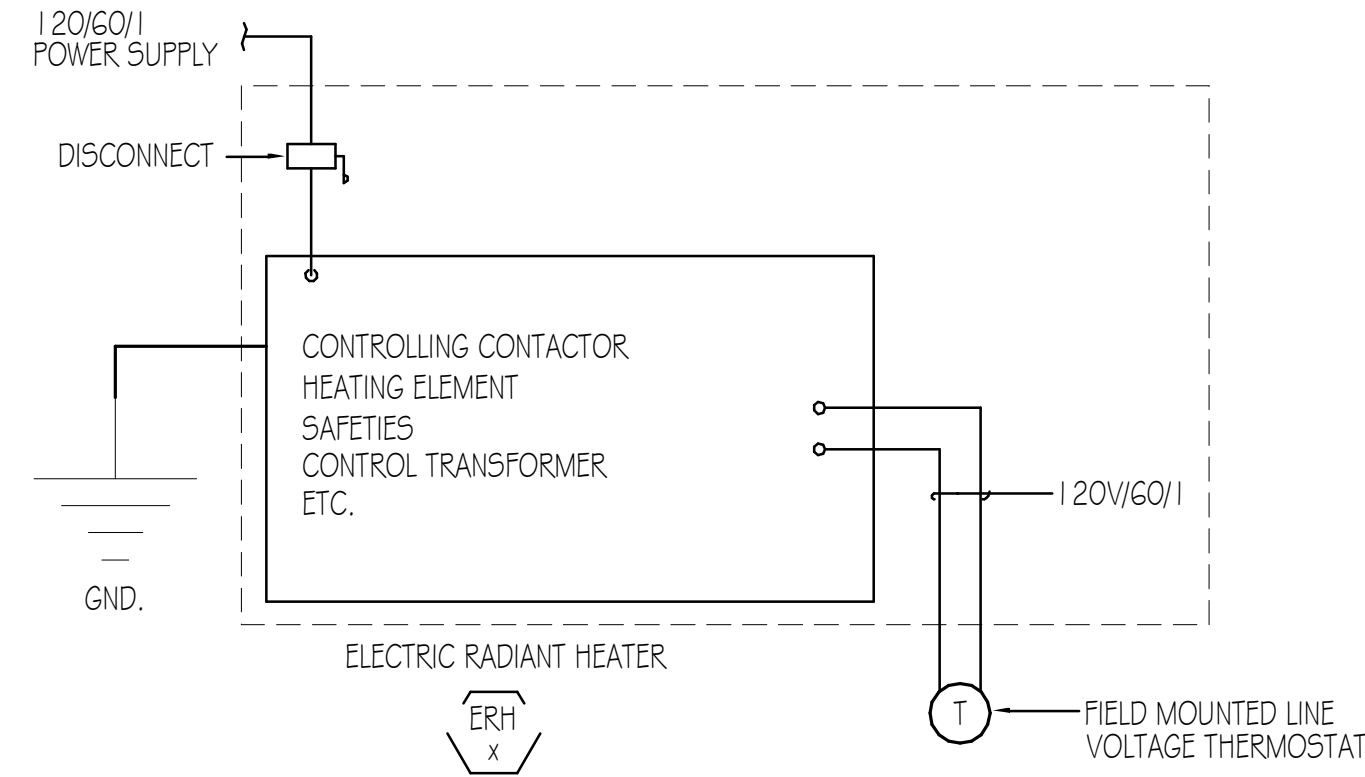 120/60/1
POWER SUPPLY
DISCONNECT
CONTROLLING CONTACTOR
HEATING ELEMENT
SAFETIES
CONTROL TRANSFORMER
ETC.
120V/60/1
GND.
ELECTRIC RADIANT HEATER
ERH
X
T
FIELD MOUNTED LINE
VOLTAGE THERMOSTAT